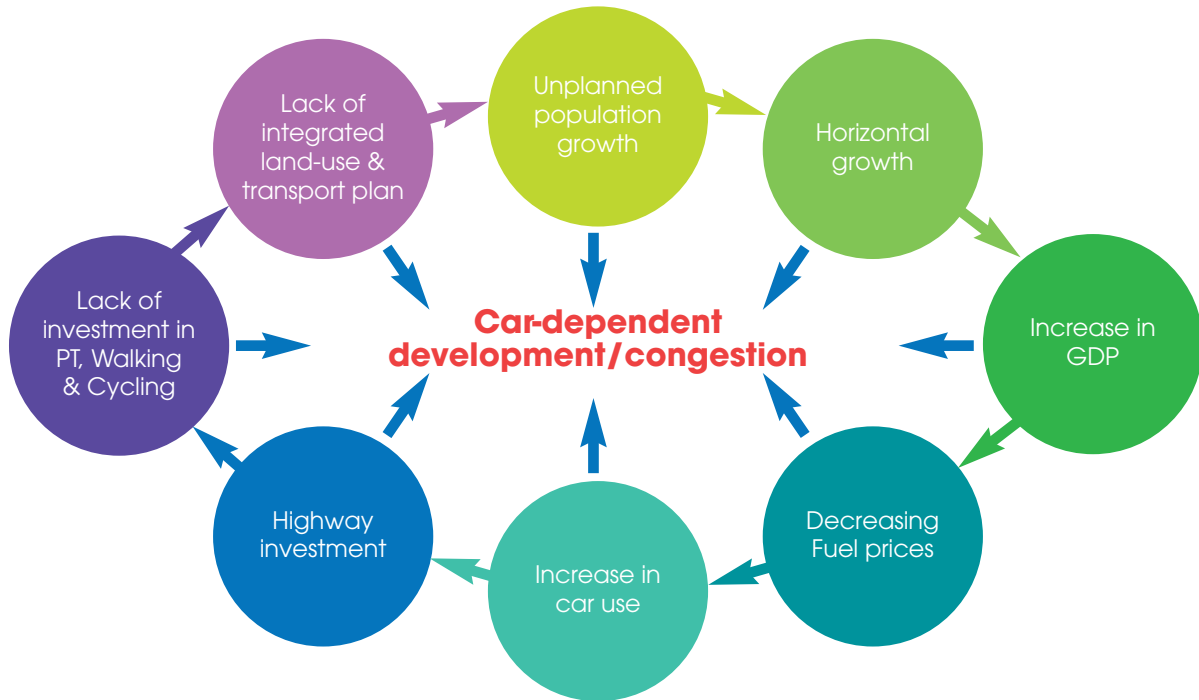 Unplanned
population
growth
Horizontal
growth
Increase in
GDP
Decreasing
Fuel prices
Increase in
car use
Highway
investment
Lack of
investment in
PT, Walking
& Cycling
Lack of
integrated
land-use &
transport plan
Car-dependent
development/congestion